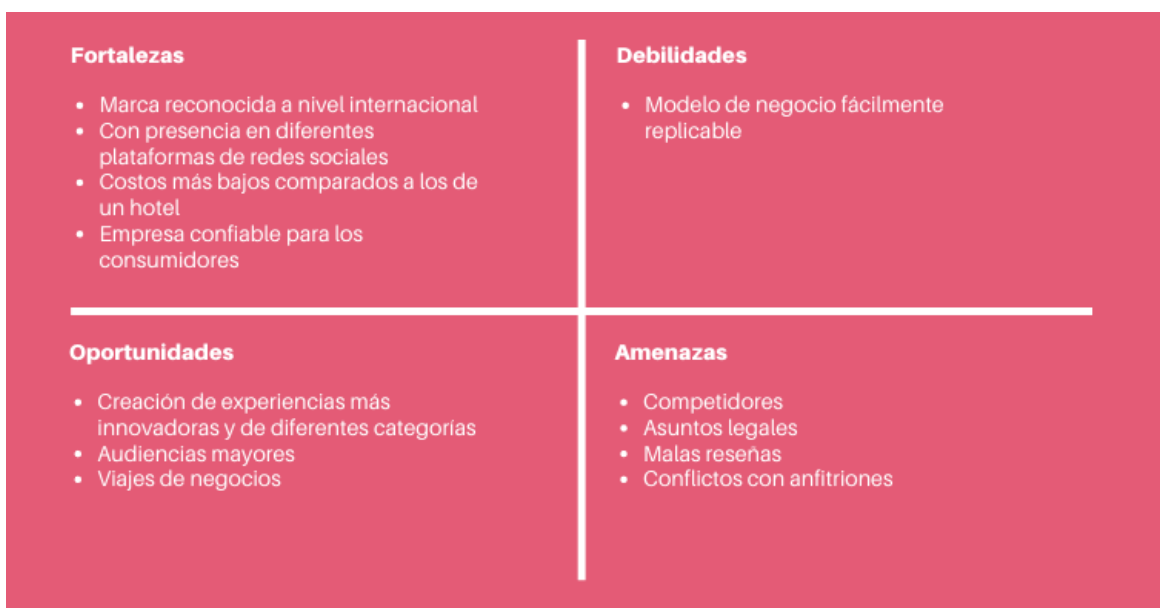 Fortalezas
• Marca reconocida a nivel internacional
• Con presencia en diferentes
plataformas de redes sociales
• Costos más bajos comparados a los de
un hotel
• Empresa confiable para los
consumidores
Debilidades
• Modelo de negocio fácilmente
replicable
Oportunidades
• Creación de experiencias más
innovadoras y de diferentes categorías
• Audiencias mayores
• Viajes de negocios
Amenazas
• Competidores
• Asuntos legales
• Malas reseñas
• Conflictos con anfitriones